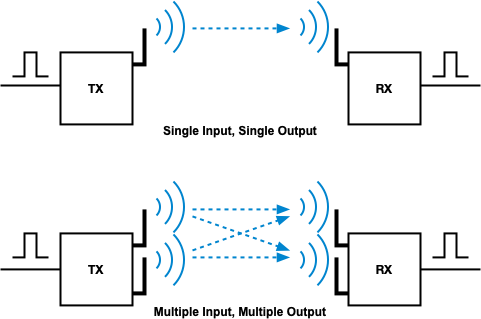 TX
RX
Single Input, Single Output
TX
RX
Multiple Input, Multiple Output